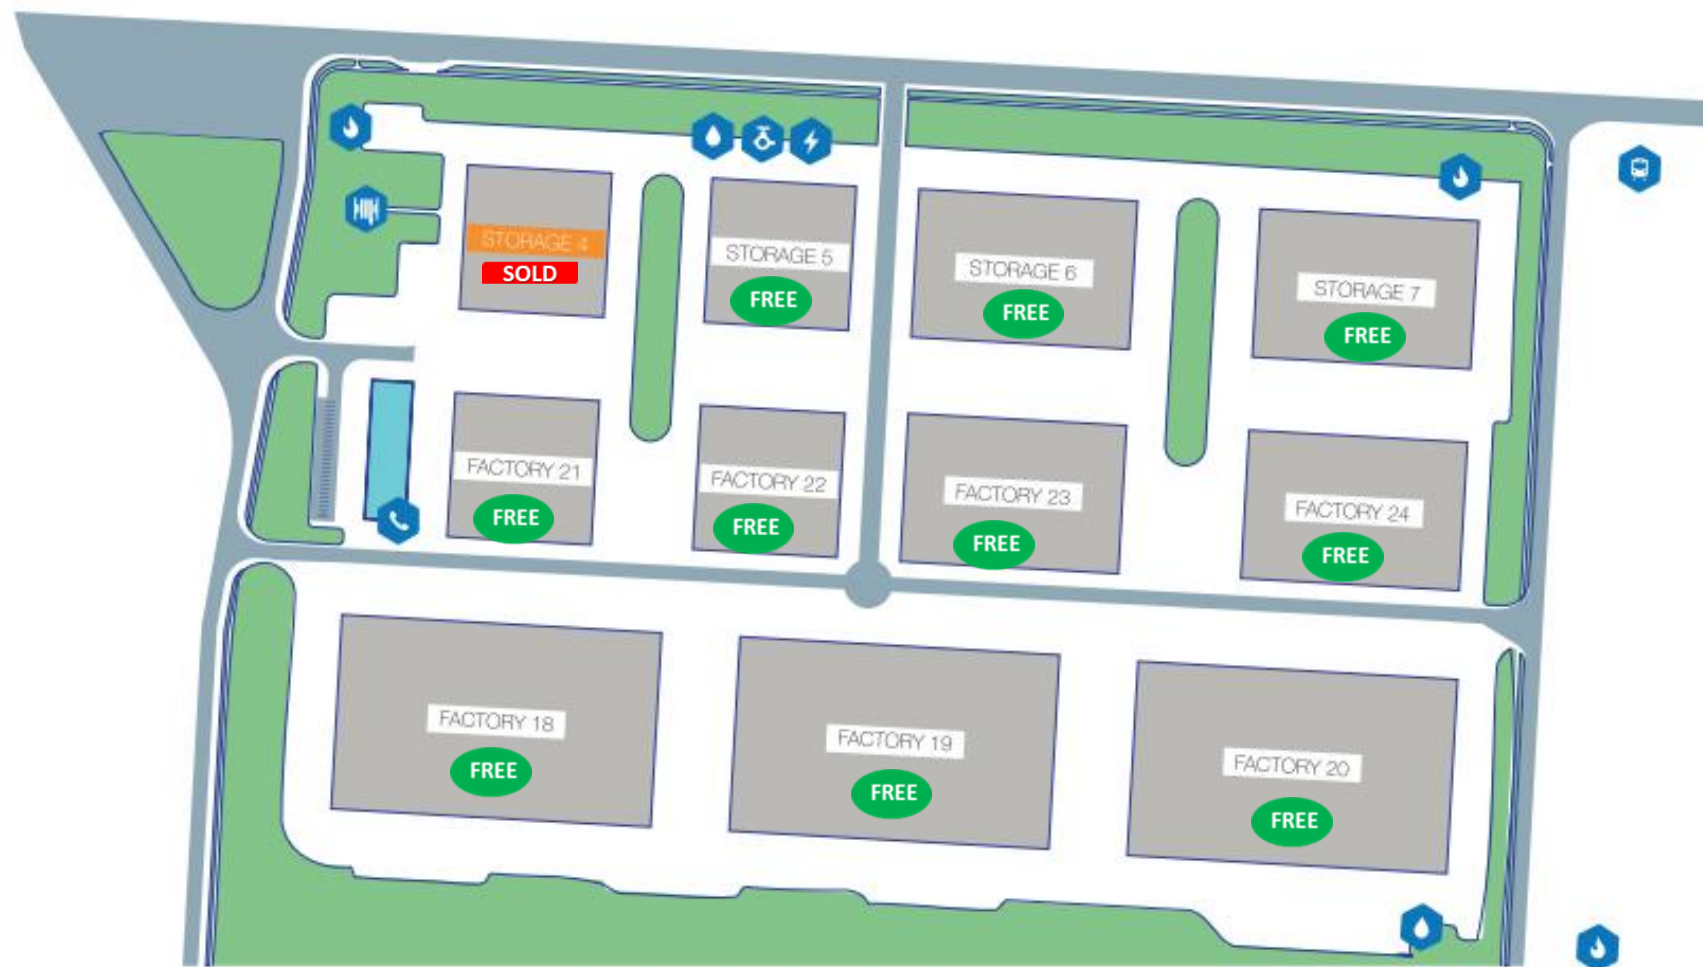 STORAGE 4
SOLD
STORAGE 5
FREE
STORAGE 6
FREE
STORAGE 7
FREE
FACTORY 21
FREE
FACTORY 22
FREE
FACTORY 23
FREE
FACTORY 24
FREE
FACTORY 18
FREE
FACTORY 19
FREE
FACTORY 20
FREE